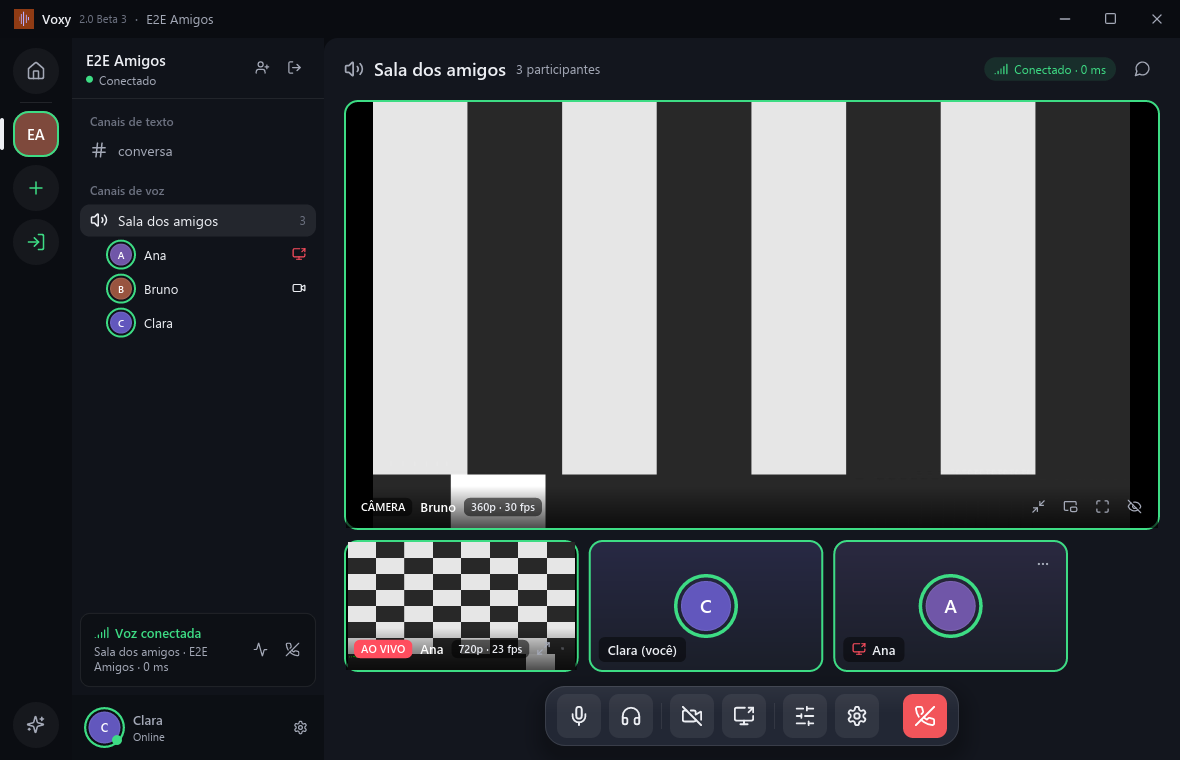 Voxy 2.0 Beta 3 · E2E Amigos
E2E Amigos
Conectado
EA
Canais de texto
conversa
Canais de voz
Sala dos amigos 3
A Ana
B Bruno
C Clara
Voz conectada
Sala dos amigos · E2E
Amigos · 0 ms
C Clara
Online
Sala dos amigos 3 participantes
Conectado · 0 ms
CÂMERA Bruno 360p · 30 fps
AO VIVO Ana 720p · 23 fps
C
Clara (você)
A
Ana